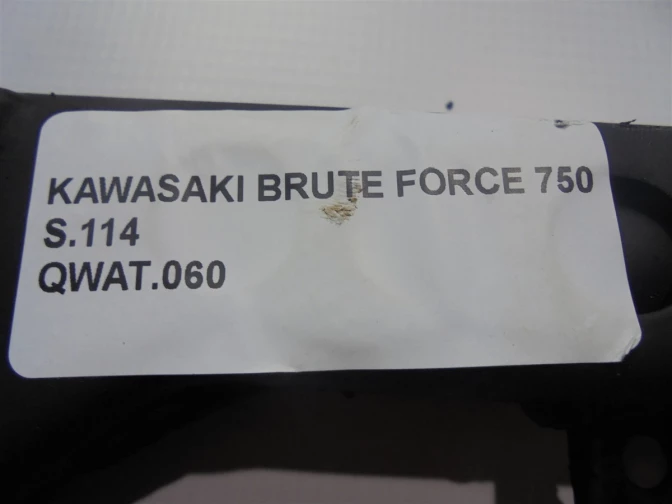 KAWASAKI BRUTE FORCE 750
S.114
QWAT.060